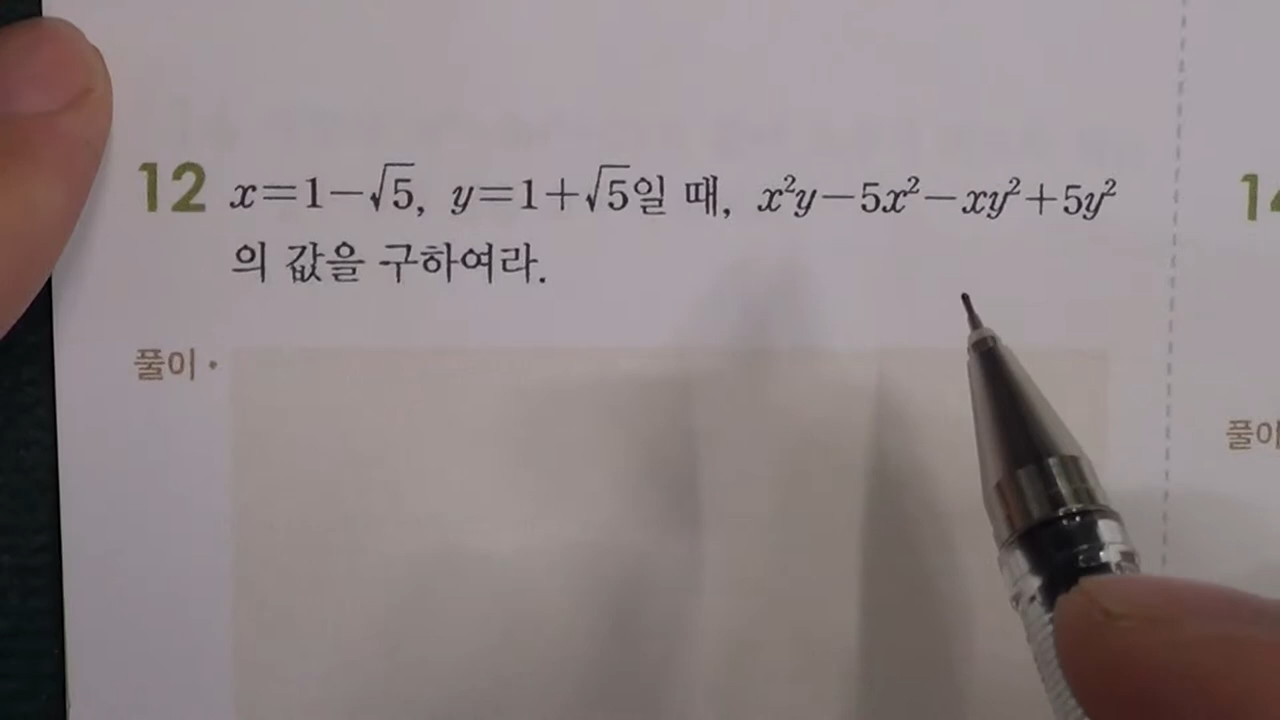 12 x=1−√5, y=1+√5일 때, x²y−5x²−xy²+5y²
의 값을 구하여라.
풀이 •